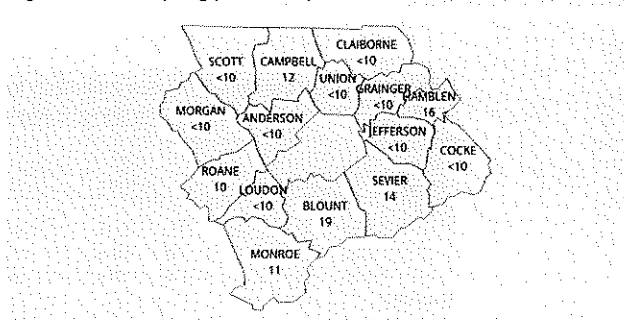 CLAIBORNE
<10
SCOTT
<10
CAMPBELL
12
UNION
<10
GRAINGER
<10
HAMBLEN
16
MORGAN
<10
ANDERSON
<10
JEFFERSON
<10
COCKE
<10
ROANE
10
LOUDON
<10
SEVIER
14
BLOUNT
19
MONROE
11